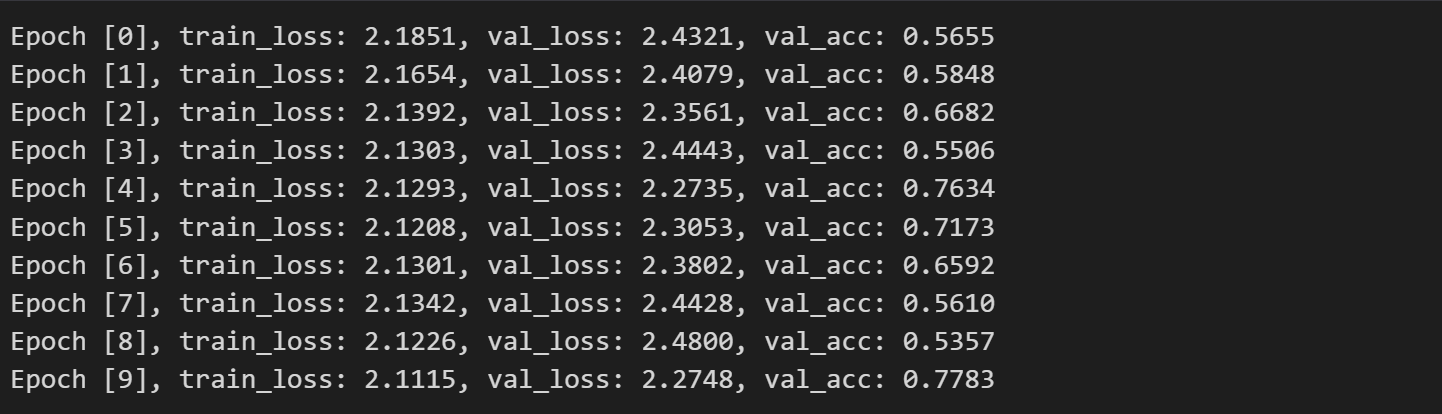 Epoch [0], train_loss: 2.1851, val_loss: 2.4321, val_acc: 0.5655
Epoch [1], train_loss: 2.1654, val_loss: 2.4079, val_acc: 0.5848
Epoch [2], train_loss: 2.1392, val_loss: 2.3561, val_acc: 0.6682
Epoch [3], train_loss: 2.1303, val_loss: 2.4443, val_acc: 0.5506
Epoch [4], train_loss: 2.1293, val_loss: 2.2735, val_acc: 0.7634
Epoch [5], train_loss: 2.1208, val_loss: 2.3053, val_acc: 0.7173
Epoch [6], train_loss: 2.1301, val_loss: 2.3802, val_acc: 0.6592
Epoch [7], train_loss: 2.1342, val_loss: 2.4428, val_acc: 0.5610
Epoch [8], train_loss: 2.1226, val_loss: 2.4800, val_acc: 0.5357
Epoch [9], train_loss: 2.1115, val_loss: 2.2748, val_acc: 0.7783